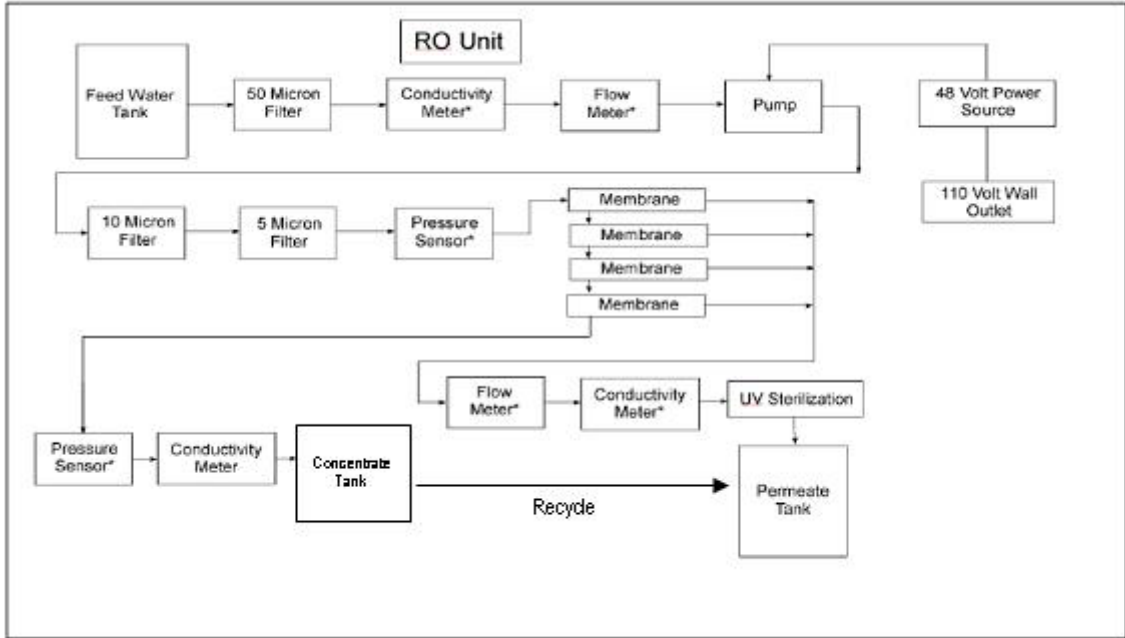 RO Unit
Feed Water
Tank
50 Micron
Filter
Conductivity
Meter*
Flow
Meter*
Pump
48 Volt Power
Source
110 Volt Wall
Outlet
10 Micron
Filter
5 Micron
Filter
Pressure
Sensor*
Membrane
Membrane
Membrane
Membrane
Flow
Meter*
Conductivity
Meter*
UV Sterilization
Pressure
Sensor*
Conductivity
Meter
Concentrate
Tank
Recycle
Permeate
Tank